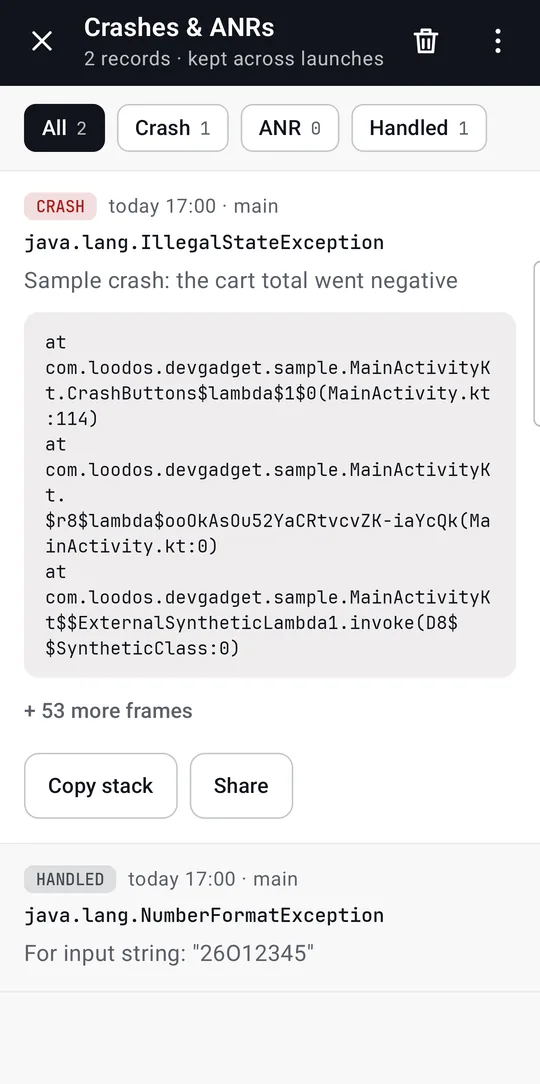 Crashes & ANRs
2 records · kept across launches
All 2
Crash 1
ANR 0
Handled 1
CRASH today 17:00 · main
java.lang.IllegalStateException
Sample crash: the cart total went negative
at
com.loodos.devgadget.sample.MainActivityK
t.CrashButtons$lambda$1$0(MainActivity.kt
:114)
at
com.loodos.devgadget.sample.MainActivityK
t.
$r8$lambda$ooOkAsOu52YaCRtvcvZK-iaYcQk(Ma
inActivity.kt:0)
at
com.loodos.devgadget.sample.MainActivityK
t$$ExternalSyntheticLambda1.invoke(D8$
$SyntheticClass:0)
+ 53 more frames
Copy stack
Share
HANDLED today 17:00 · main
java.lang.NumberFormatException
For input string: "26O12345"